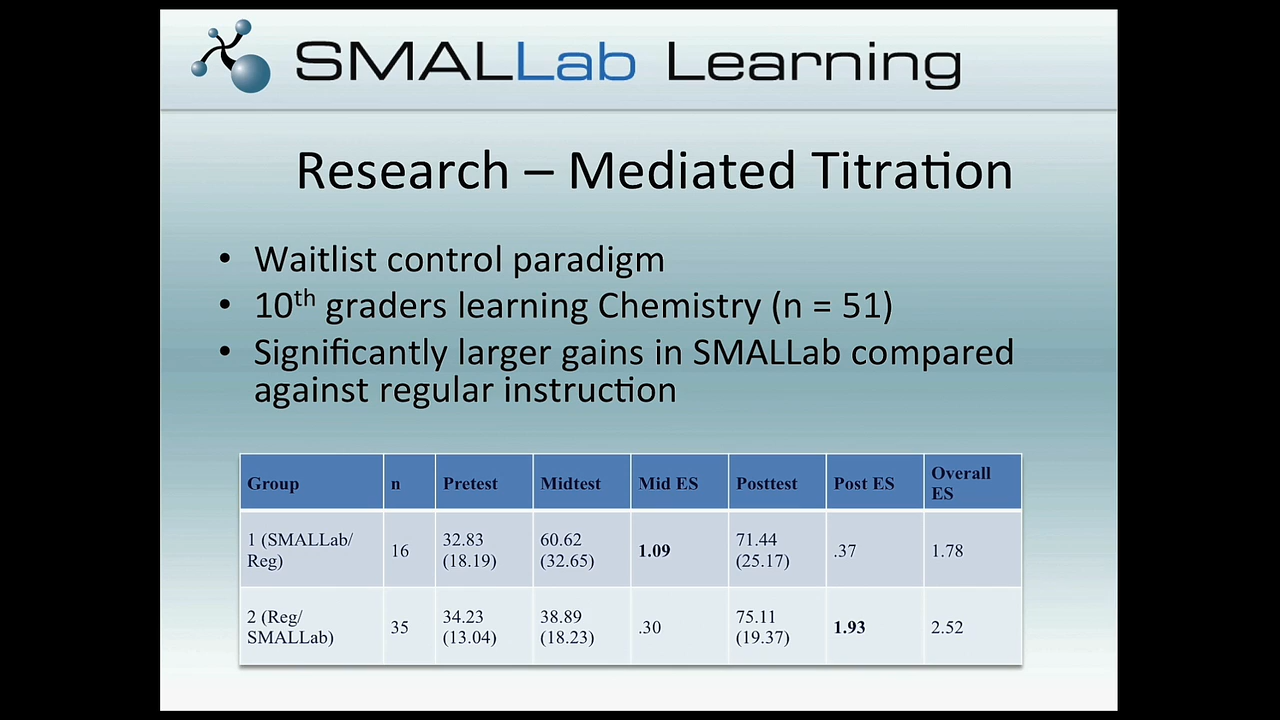 SMALLab Learning
Research – Mediated Titration
• Waitlist control paradigm
• 10th graders learning Chemistry (n = 51)
• Significantly larger gains in SMALLab compared
against regular instruction
Group n Pretest Midtest Mid ES Posttest Post ES Overall ES
1 (SMALLab/ Reg) 16 32.83 (18.19) 60.62 (32.65) 1.09 71.44 (25.17) .37 1.78
2 (Reg/ SMALLab) 35 34.23 (13.04) 38.89 (18.23) .30 75.11 (19.37) 1.93 2.52